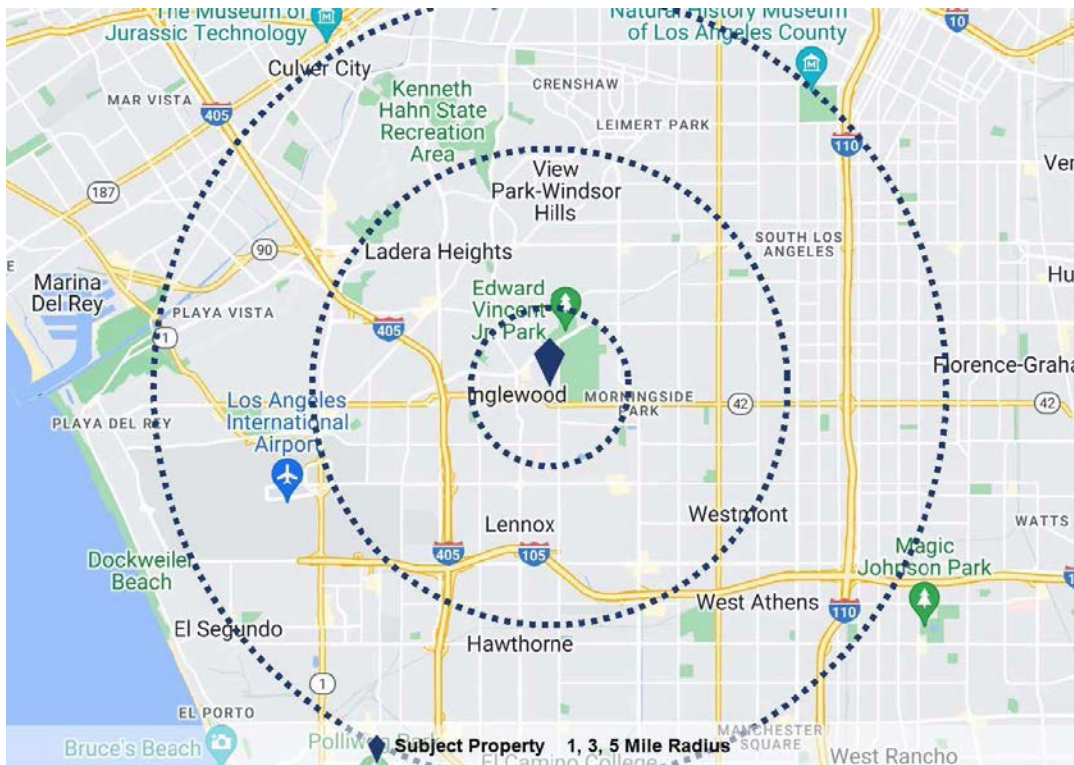 The Museum of
Jurassic Technology
Natural History Museum
of Los Angeles County
10
Culver City
CRENSHAW
Kenneth
Hahn State
Recreation
Area
MAR VISTA
405
LEIMERT PARK
110
View
Park-Windsor
Hills
Ver
187
SOUTH LOS
ANGELES
90
Ladera Heights
E
Marina
Del Rey
Hu
Edward
Vincent
Jr. Park
PLAYA VISTA
405
1
Florence-Graha
Inglewood
MORNINGSIDE
PARK
42
42
Los Angeles
International
Airport
PLAYA DEL REY
Westmont
WATTS
Lennox
405
105
Magic
Johnson Park
Dockweiler
Beach
West Athens
110
El Segundo
Hawthorne
1
EL PORTO
MANCHESTER
SQUARE
Bruce's Beach
Polliwog Park
Subject Property 1, 3, 5 Mile Radius
El Camino College
West Rancho